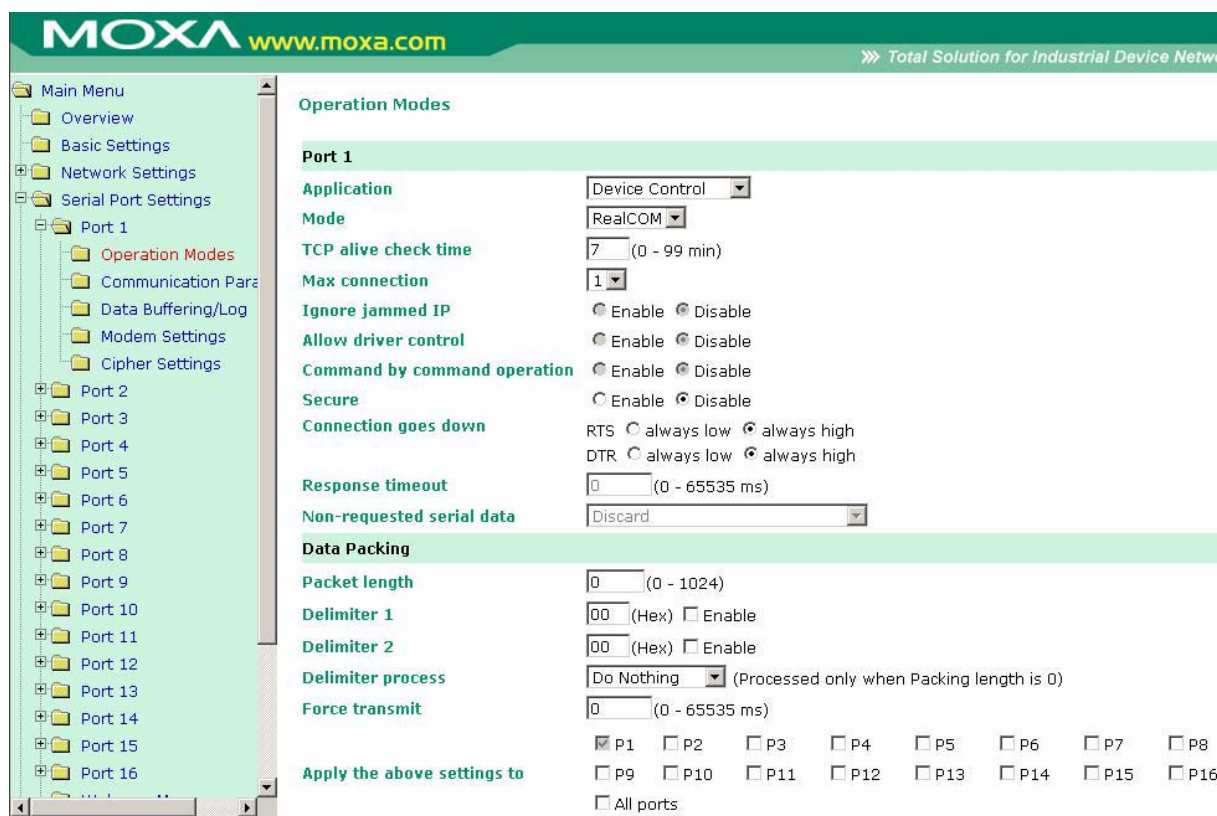 MOXA www.moxa.com
Total Solution for Industrial Device Netw
Main Menu
Overview
Basic Settings
Network Settings
Serial Port Settings
Port 1
Operation Modes
Communication Para
Data Buffering/Log
Modem Settings
Cipher Settings
Port 2
Port 3
Port 4
Port 5
Port 6
Port 7
Port 8
Port 9
Port 10
Port 11
Port 12
Port 13
Port 14
Port 15
Port 16
Operation Modes
Port 1
Application Device Control
Mode RealCOM
TCP alive check time 7 (0 - 99 min)
Max connection 1
Ignore jammed IP Enable Disable
Allow driver control Enable Disable
Command by command operation Enable Disable
Secure Enable Disable
Connection goes down RTS always low always high
DTR always low always high
Response timeout 0 (0 - 65535 ms)
Non-requested serial data Discard
Data Packing
Packet length 0 (0 - 1024)
Delimiter 1 00 (Hex) Enable
Delimiter 2 00 (Hex) Enable
Delimiter process Do Nothing (Processed only when Packing length is 0)
Force transmit 0 (0 - 65535 ms)
P1 P2 P3 P4 P5 P6 P7 P8
Apply the above settings to P9 P10 P11 P12 P13 P14 P15 P16
All ports